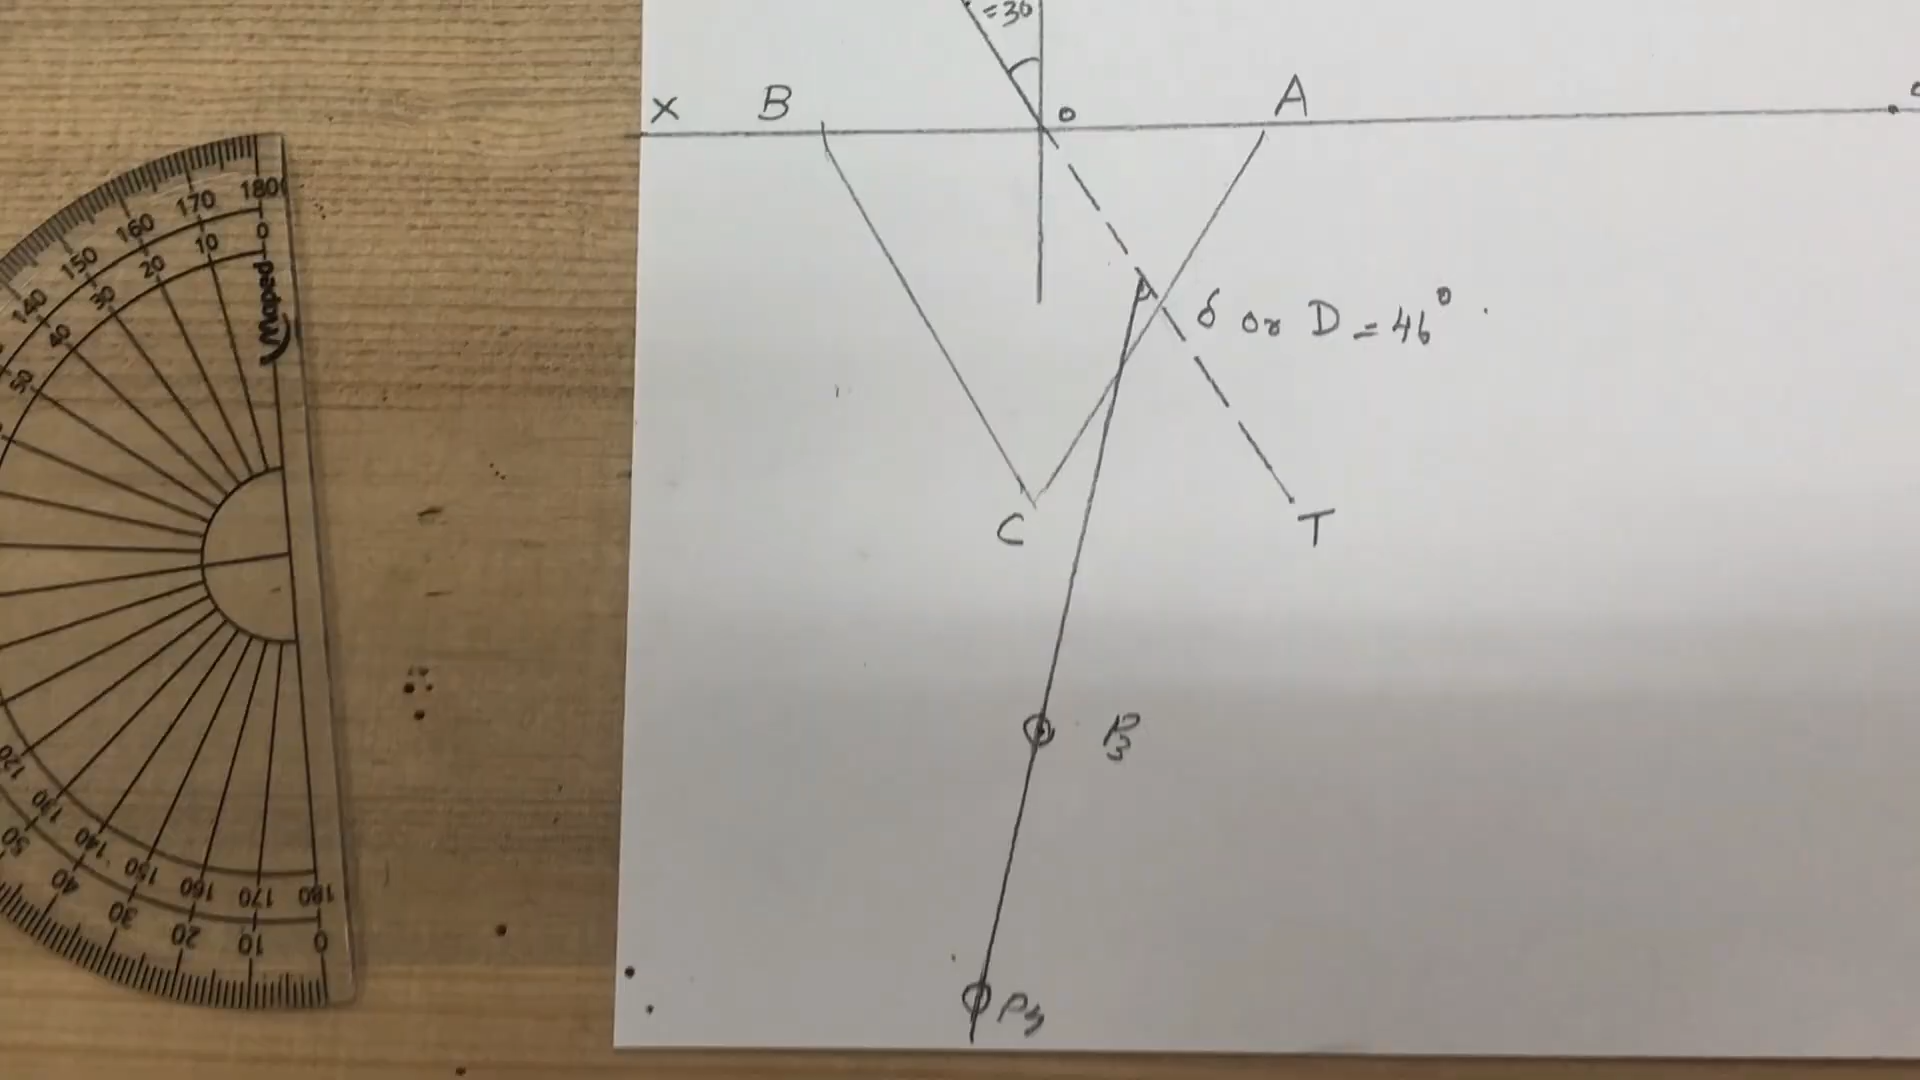 =30
X B O A
δ or D = 46°
C T
P3
P4
180 170 160 150 140
0 10 20 30 40 50
Maped
120 130 140 150 160 170 180
50 40 30 20 10 0